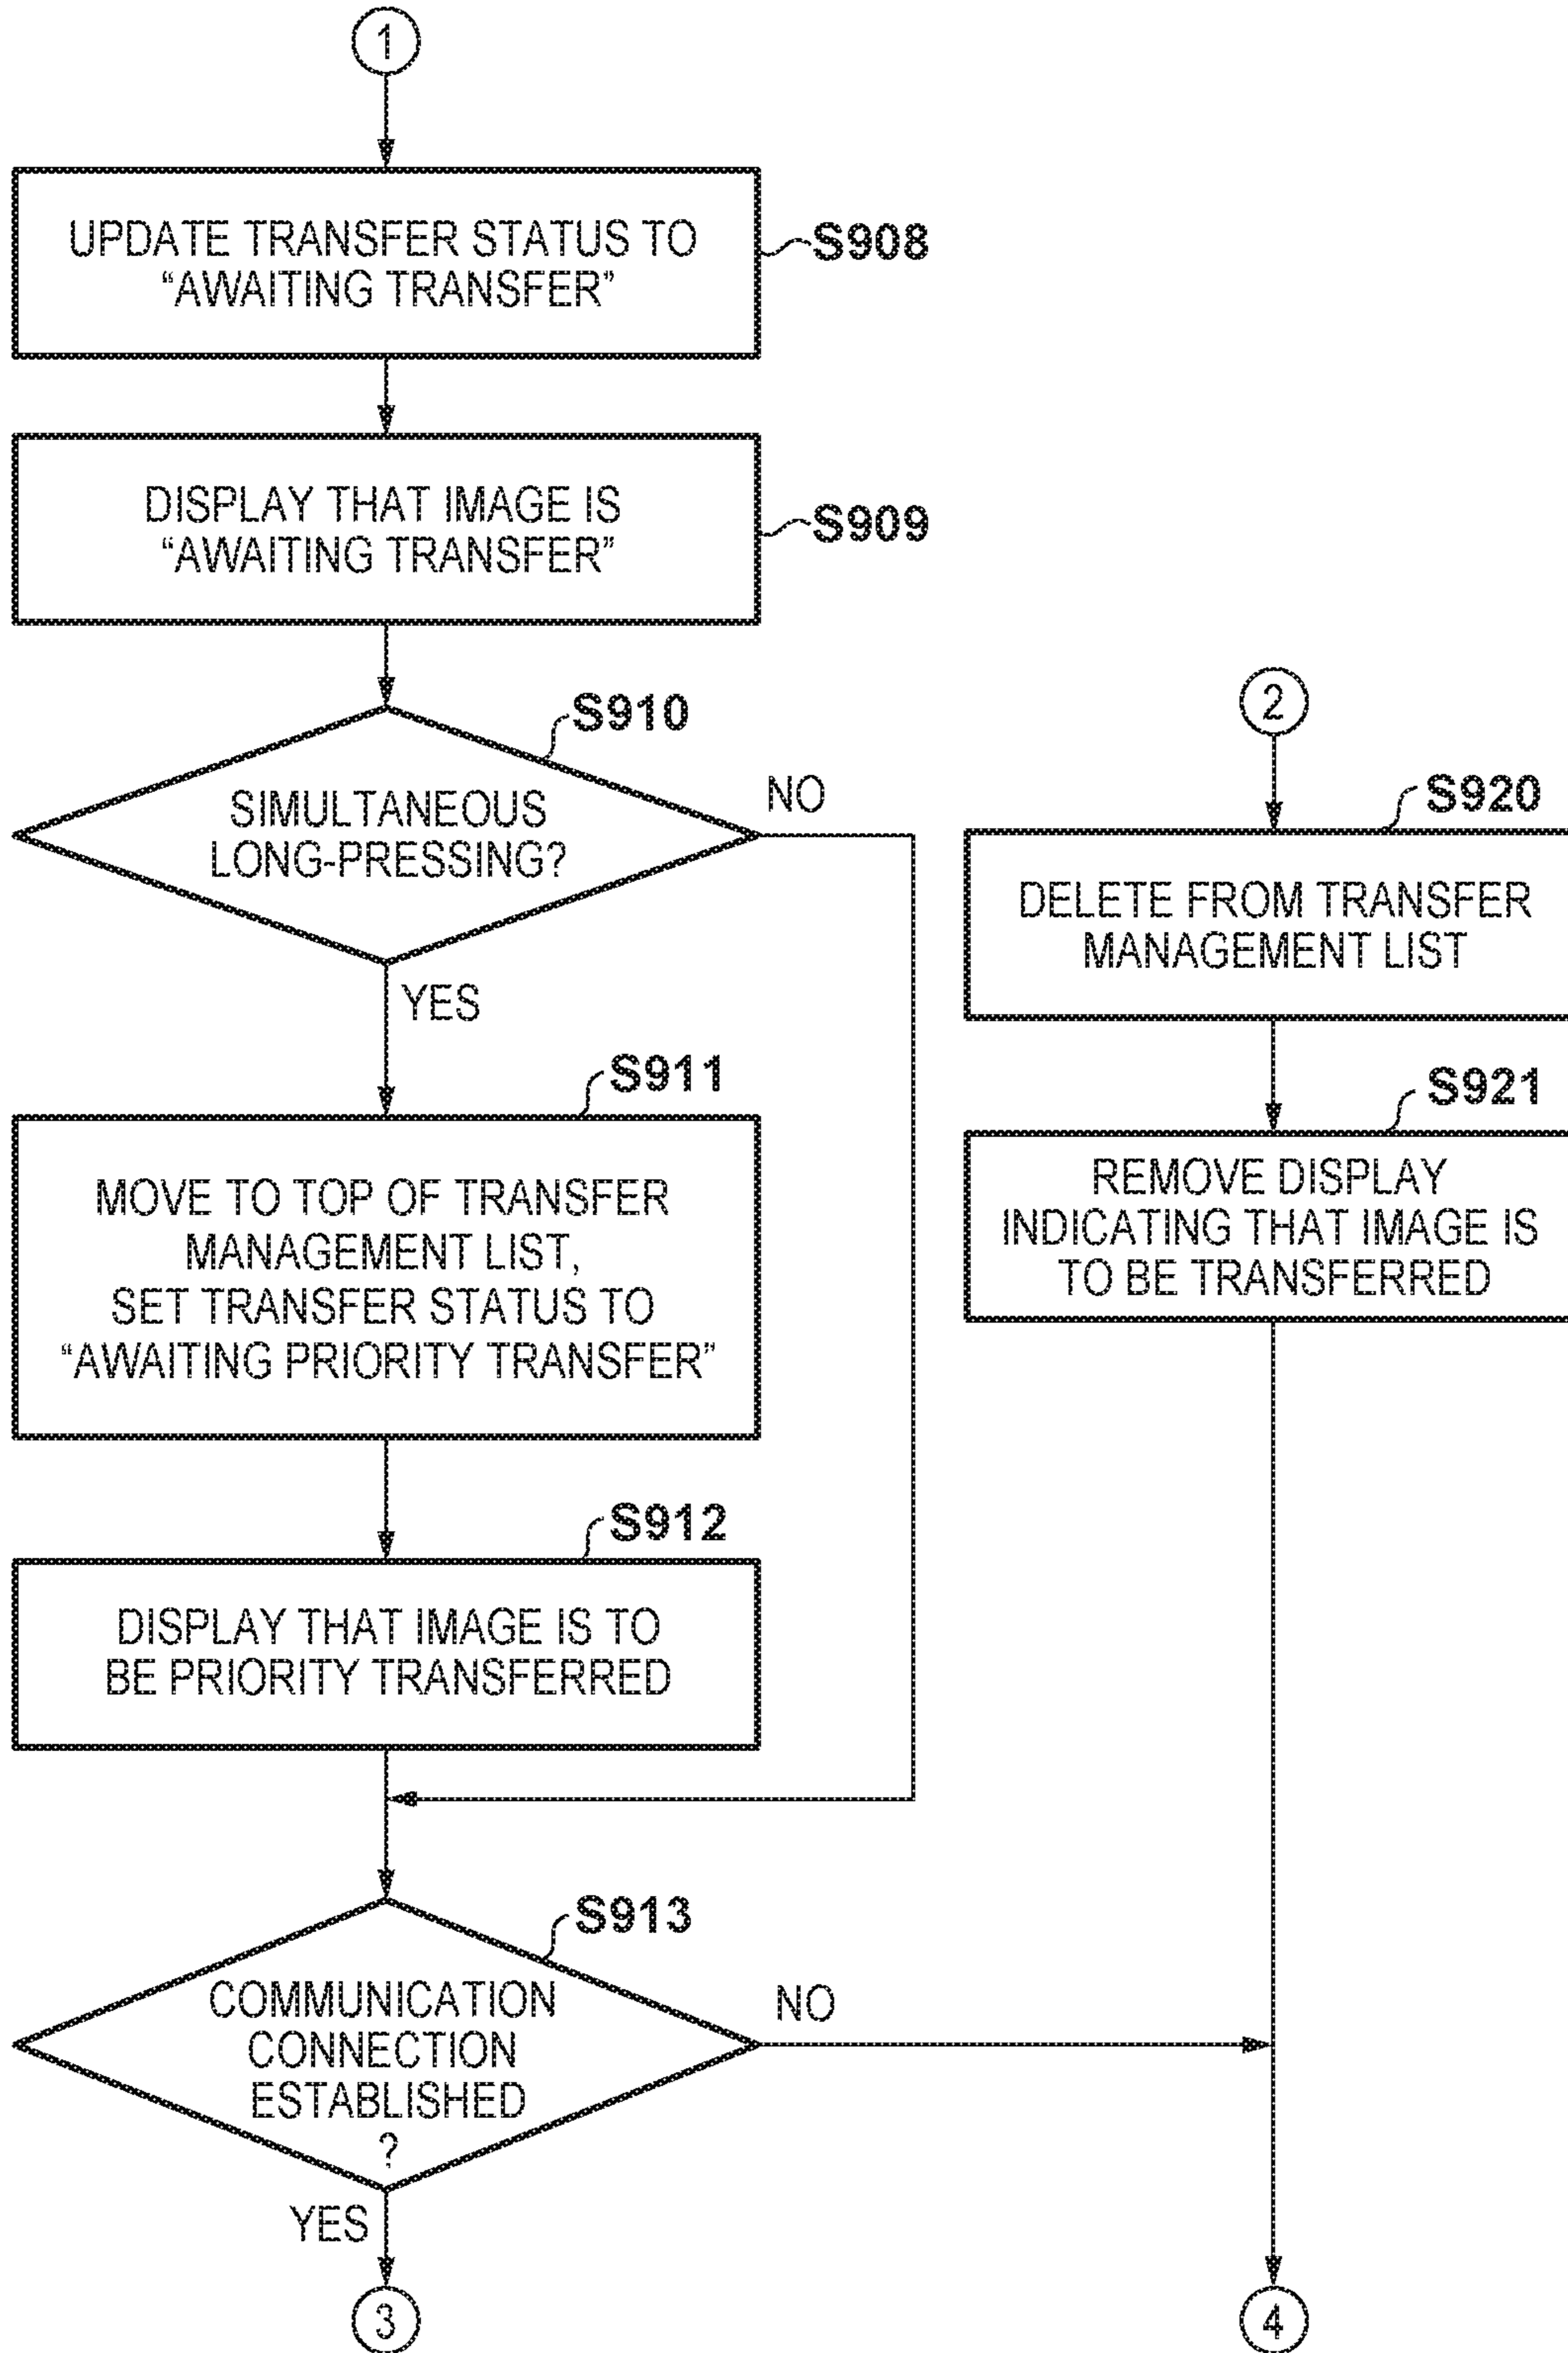 1
UPDATE TRANSFER STATUS TO
“AWAITING TRANSFER”
S908
DISPLAY THAT IMAGE IS
“AWAITING TRANSFER”
S909
S910
SIMULTANEOUS
LONG-PRESSING?
NO
YES
S911
MOVE TO TOP OF TRANSFER
MANAGEMENT LIST,
SET TRANSFER STATUS TO
“AWAITING PRIORITY TRANSFER”
S912
DISPLAY THAT IMAGE IS TO
BE PRIORITY TRANSFERRED
S913
COMMUNICATION
CONNECTION
ESTABLISHED
?
NO
YES
3
2
S920
DELETE FROM TRANSFER
MANAGEMENT LIST
S921
REMOVE DISPLAY
INDICATING THAT IMAGE IS
TO BE TRANSFERRED
4